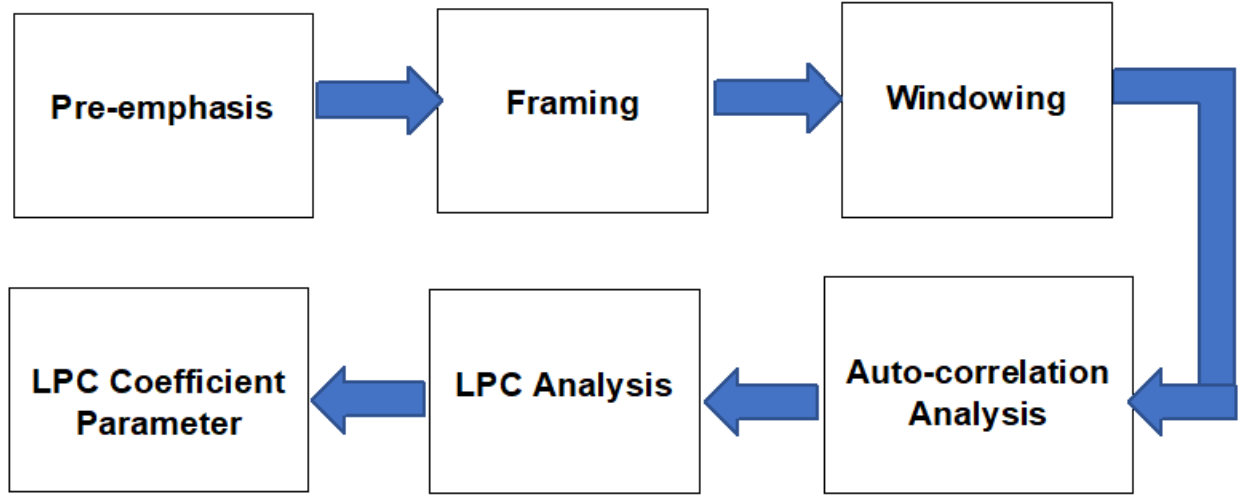 Pre-emphasis
Framing
Windowing
Auto-correlation
Analysis
LPC Analysis
LPC Coefficient
Parameter